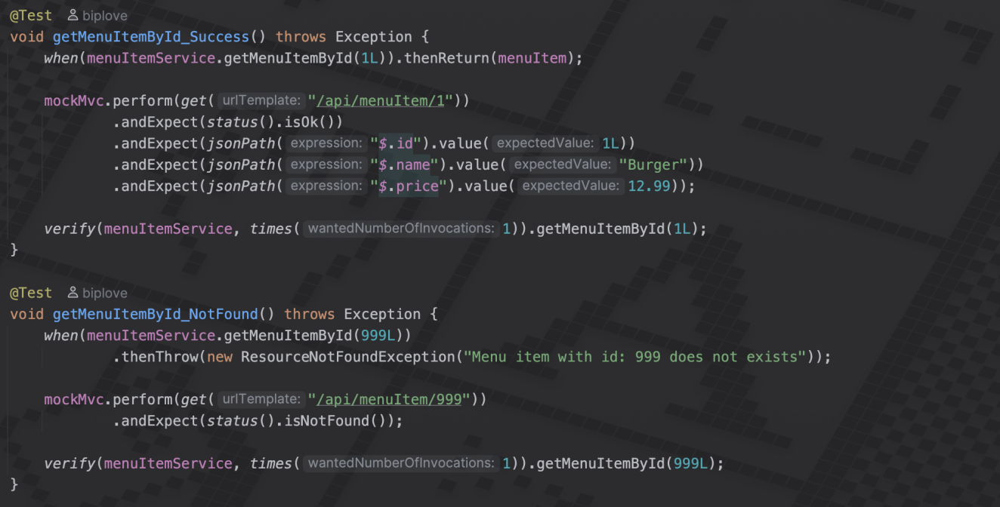 @Test biplove
void getMenuItemById_Success() throws Exception {
    when(menuItemService.getMenuItemById(1L)).thenReturn(menuItem);

    mockMvc.perform(get( urlTemplate: "/api/menuItem/1"))
            .andExpect(status().isOk())
            .andExpect(jsonPath( expression: "$.id").value( expectedValue: 1L))
            .andExpect(jsonPath( expression: "$.name").value( expectedValue: "Burger"))
            .andExpect(jsonPath( expression: "$.price").value( expectedValue: 12.99));

    verify(menuItemService, times( wantedNumberOfInvocations: 1)).getMenuItemById(1L);
}

@Test biplove
void getMenuItemById_NotFound() throws Exception {
    when(menuItemService.getMenuItemById(999L))
            .thenThrow(new ResourceNotFoundException("Menu item with id: 999 does not exists"));

    mockMvc.perform(get( urlTemplate: "/api/menuItem/999"))
            .andExpect(status().isNotFound());

    verify(menuItemService, times( wantedNumberOfInvocations: 1)).getMenuItemById(999L);
}